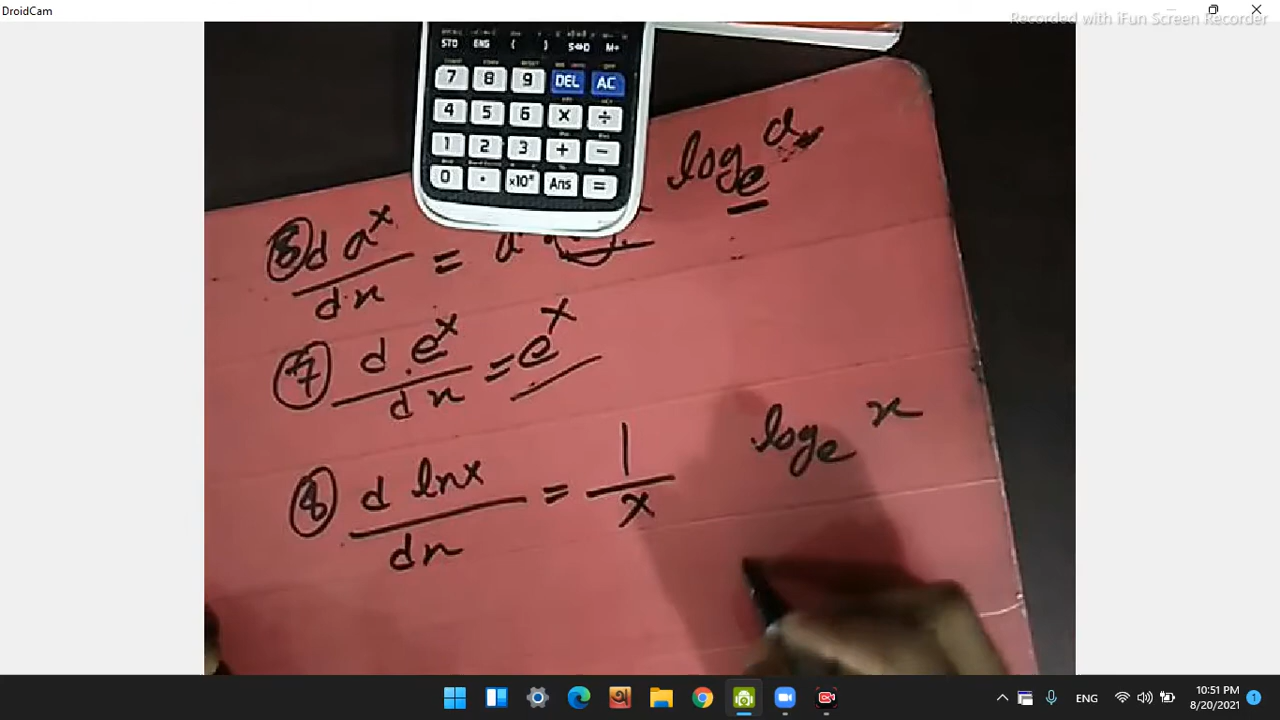 DroidCam
Recorded with iFun Screen Recorder
STO ENG ( ) S⇔D M+
7 8 9 DEL AC
4 5 6 × ÷
1 2 3 + −
0 · ×10ˣ Ans =
logₑ a
d aˣ / dx = a
⑦ d eˣ / dx = eˣ
⑧ d lnx / dx = 1 / x
logₑ x
ENG
10:51 PM
8/20/2021
1